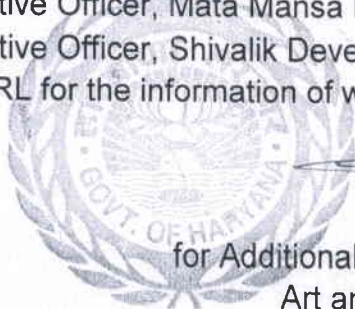 tive Officer, Mata Mansa
tive Officer, Shivalik Deve
RL for the information of w
GOVT. OF HARYANA
for Additional
Art an